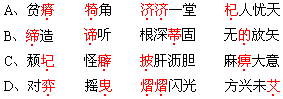 A、贫瘠 犄角 济济一堂 杞人忧天
B、缔造 谛听 根深蒂固 无的放矢
C、颓圮 怪癖 披肝沥胆 麻痹大意
D、对弈 摇曳 熠熠闪光 方兴未艾